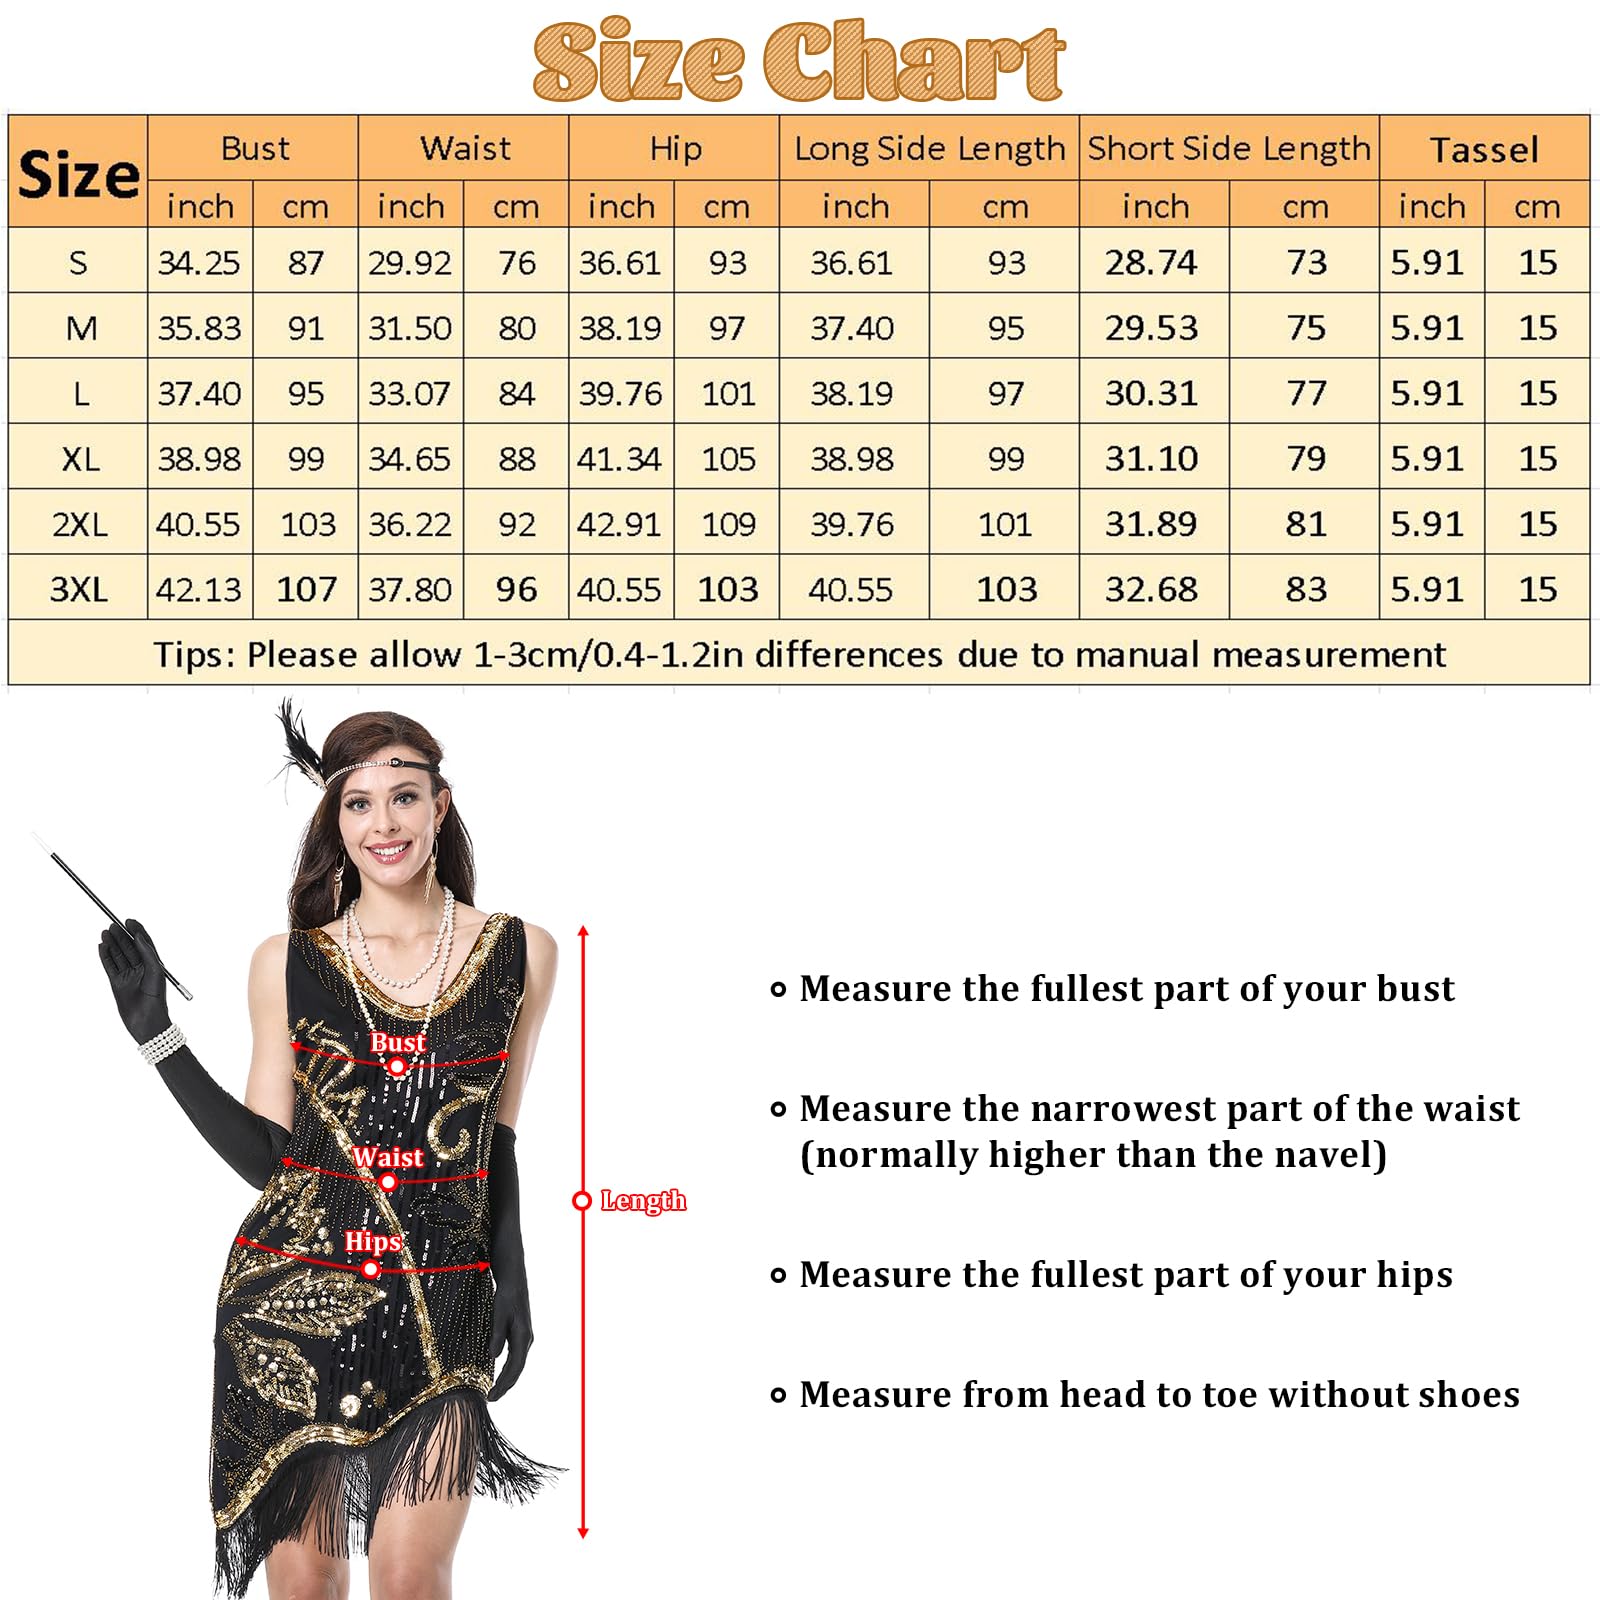 Size Chart
Size Bust Waist Hip Long Side Length Short Side Length Tassel
inch cm inch cm inch cm inch cm inch cm inch cm
S 34.25 87 29.92 76 36.61 93 36.61 93 28.74 73 5.91 15
M 35.83 91 31.50 80 38.19 97 37.40 95 29.53 75 5.91 15
L 37.40 95 33.07 84 39.76 101 38.19 97 30.31 77 5.91 15
XL 38.98 99 34.65 88 41.34 105 38.98 99 31.10 79 5.91 15
2XL 40.55 103 36.22 92 42.91 109 39.76 101 31.89 81 5.91 15
3XL 42.13 107 37.80 96 40.55 103 40.55 103 32.68 83 5.91 15
Tips: Please allow 1-3cm/0.4-1.2in differences due to manual measurement
Bust
Waist
Hips
Length
Measure the fullest part of your bust
Measure the narrowest part of the waist
(normally higher than the navel)
Measure the fullest part of your hips
Measure from head to toe without shoes